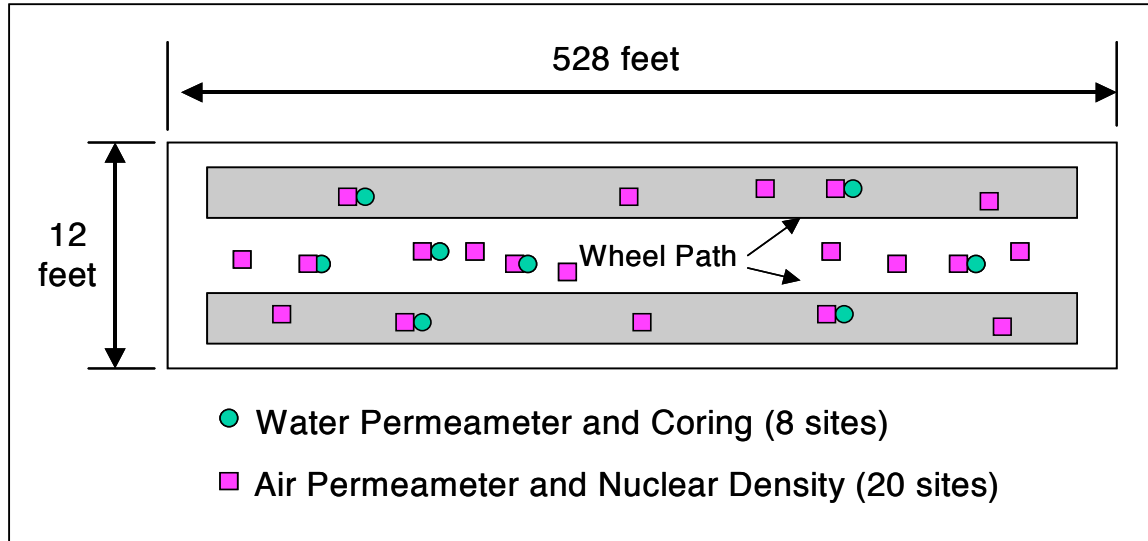 528 feet
12
feet
Wheel Path
Water Permeameter and Coring (8 sites)
Air Permeameter and Nuclear Density (20 sites)